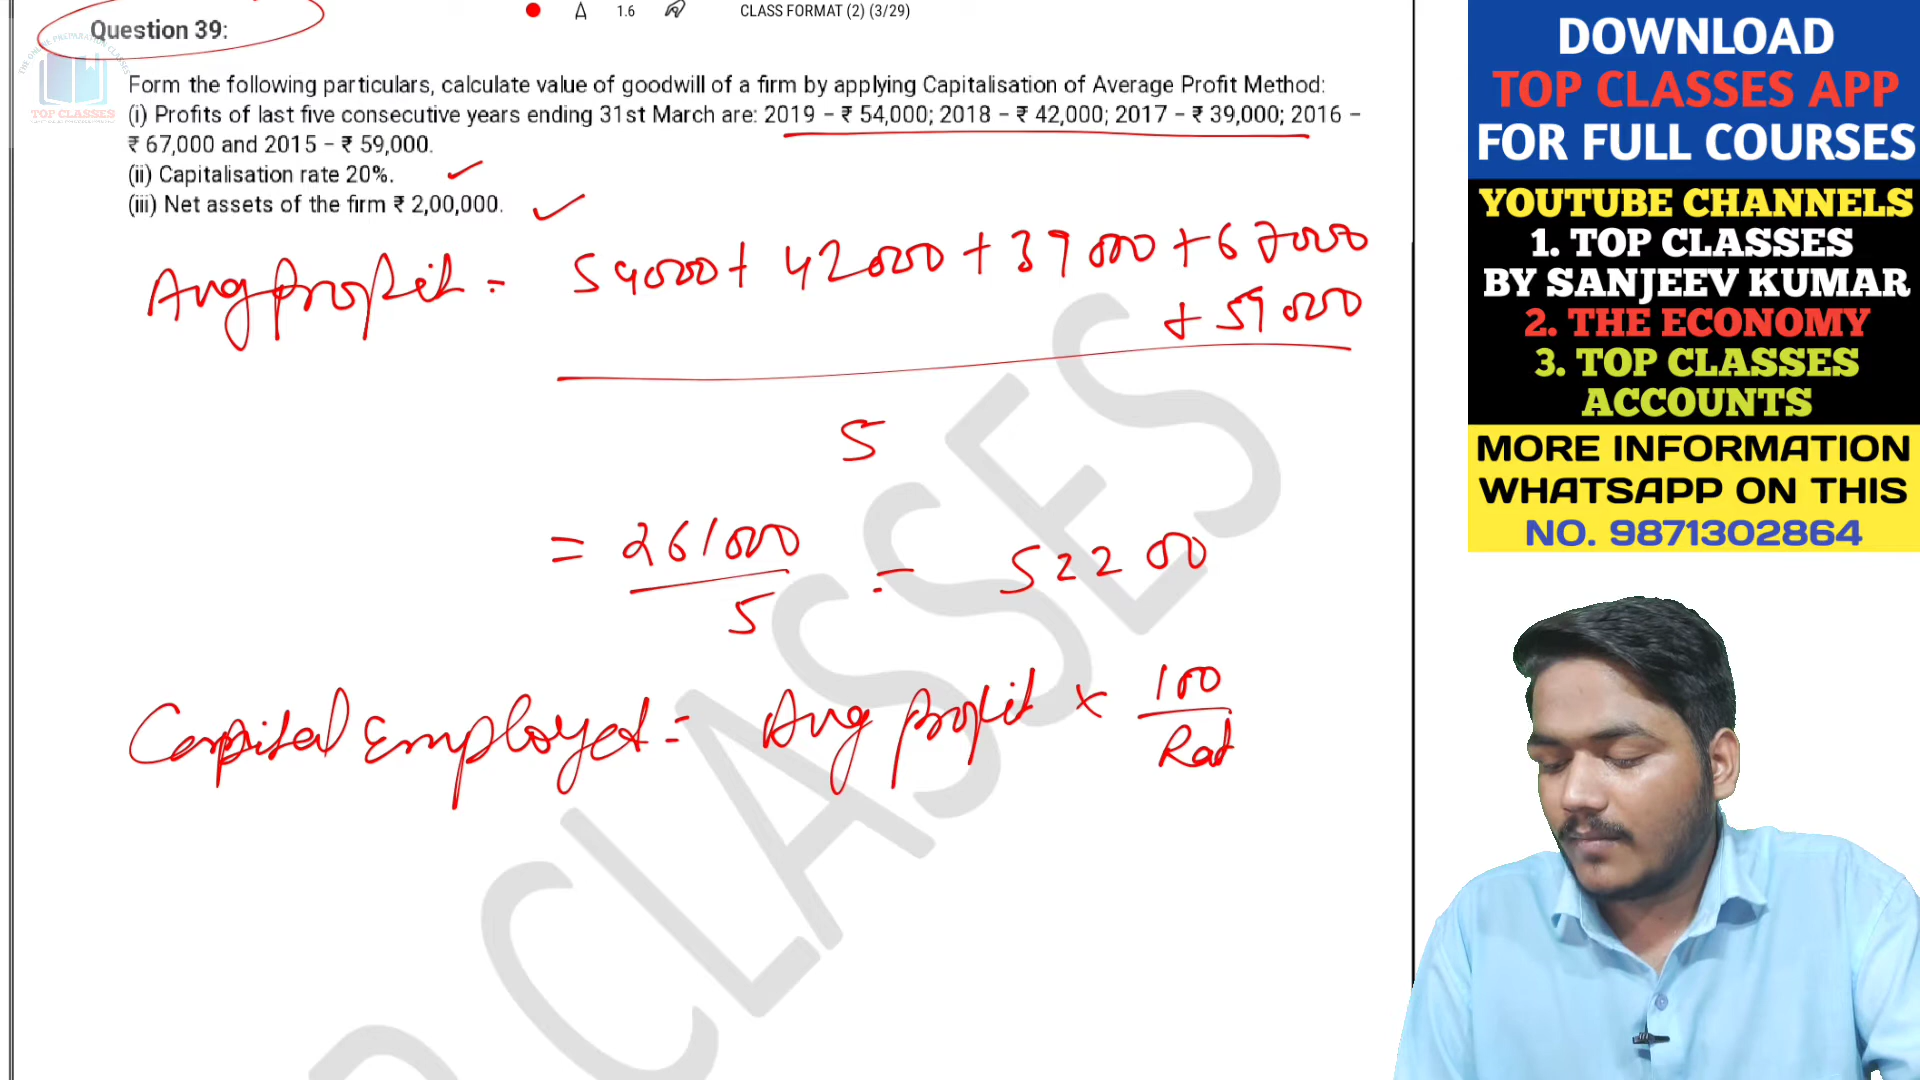 CLASS FORMAT (2) (3/29)
1.6
Question 39:
Form the following particulars, calculate value of goodwill of a firm by applying Capitalisation of Average Profit Method:
(i) Profits of last five consecutive years ending 31st March are: 2019 – ₹ 54,000; 2018 – ₹ 42,000; 2017 – ₹ 39,000; 2016 –
₹ 67,000 and 2015 – ₹ 59,000.
(ii) Capitalisation rate 20%.
(iii) Net assets of the firm ₹ 2,00,000.
Avg profit = 54000 + 42000 + 39000 + 67000
+ 59000
5
= 261000 / 5 = 52200
Capital Employed = Avg profit × 100 / Rat
TOP CLASSES
CLASSES
DOWNLOAD
TOP CLASSES APP
FOR FULL COURSES
YOUTUBE CHANNELS
1. TOP CLASSES
BY SANJEEV KUMAR
2. THE ECONOMY
3. TOP CLASSES
ACCOUNTS
MORE INFORMATION
WHATSAPP ON THIS
NO. 9871302864